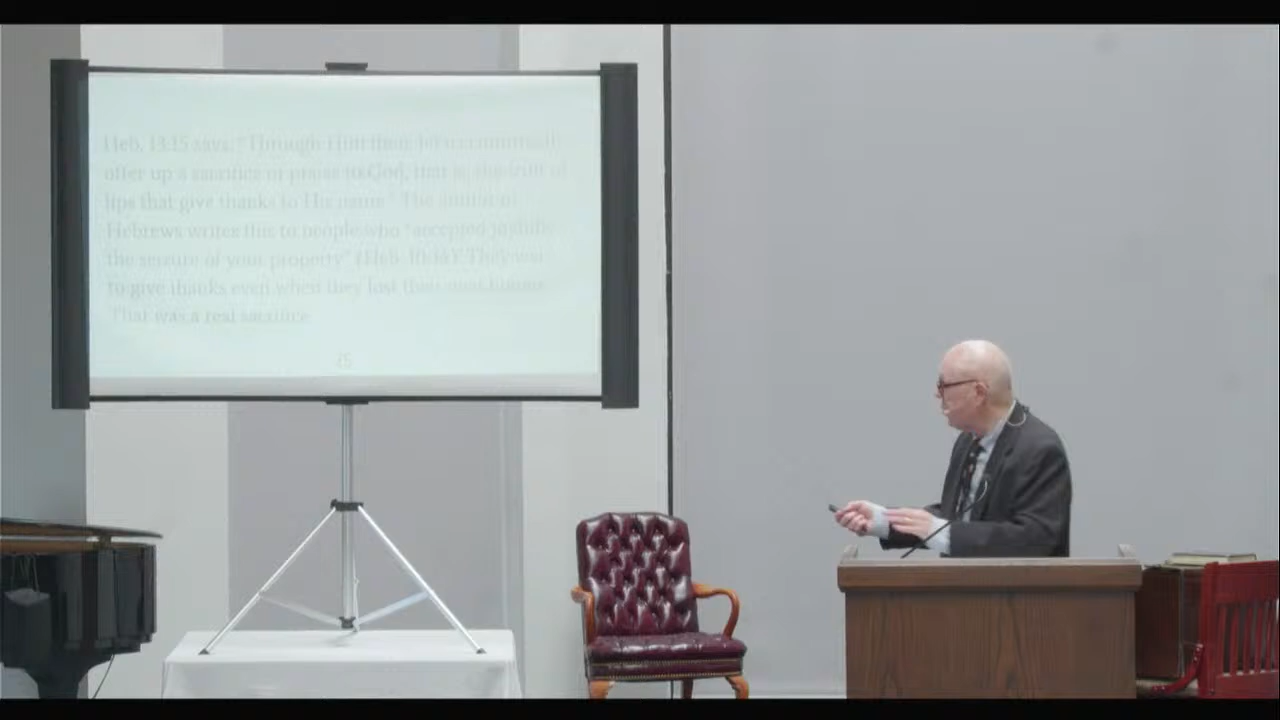 Heb. 13:15 says, "Through Him then, let us continually
offer up a sacrifice of praise to God, that is, the fruit of
lips that give thanks to His name." The author of
Hebrews writes this to people who "accepted joyfully
the seizure of your property" (Heb. 10:34). They
to give thanks even when they lost their own homes.
That was a real sacrifice